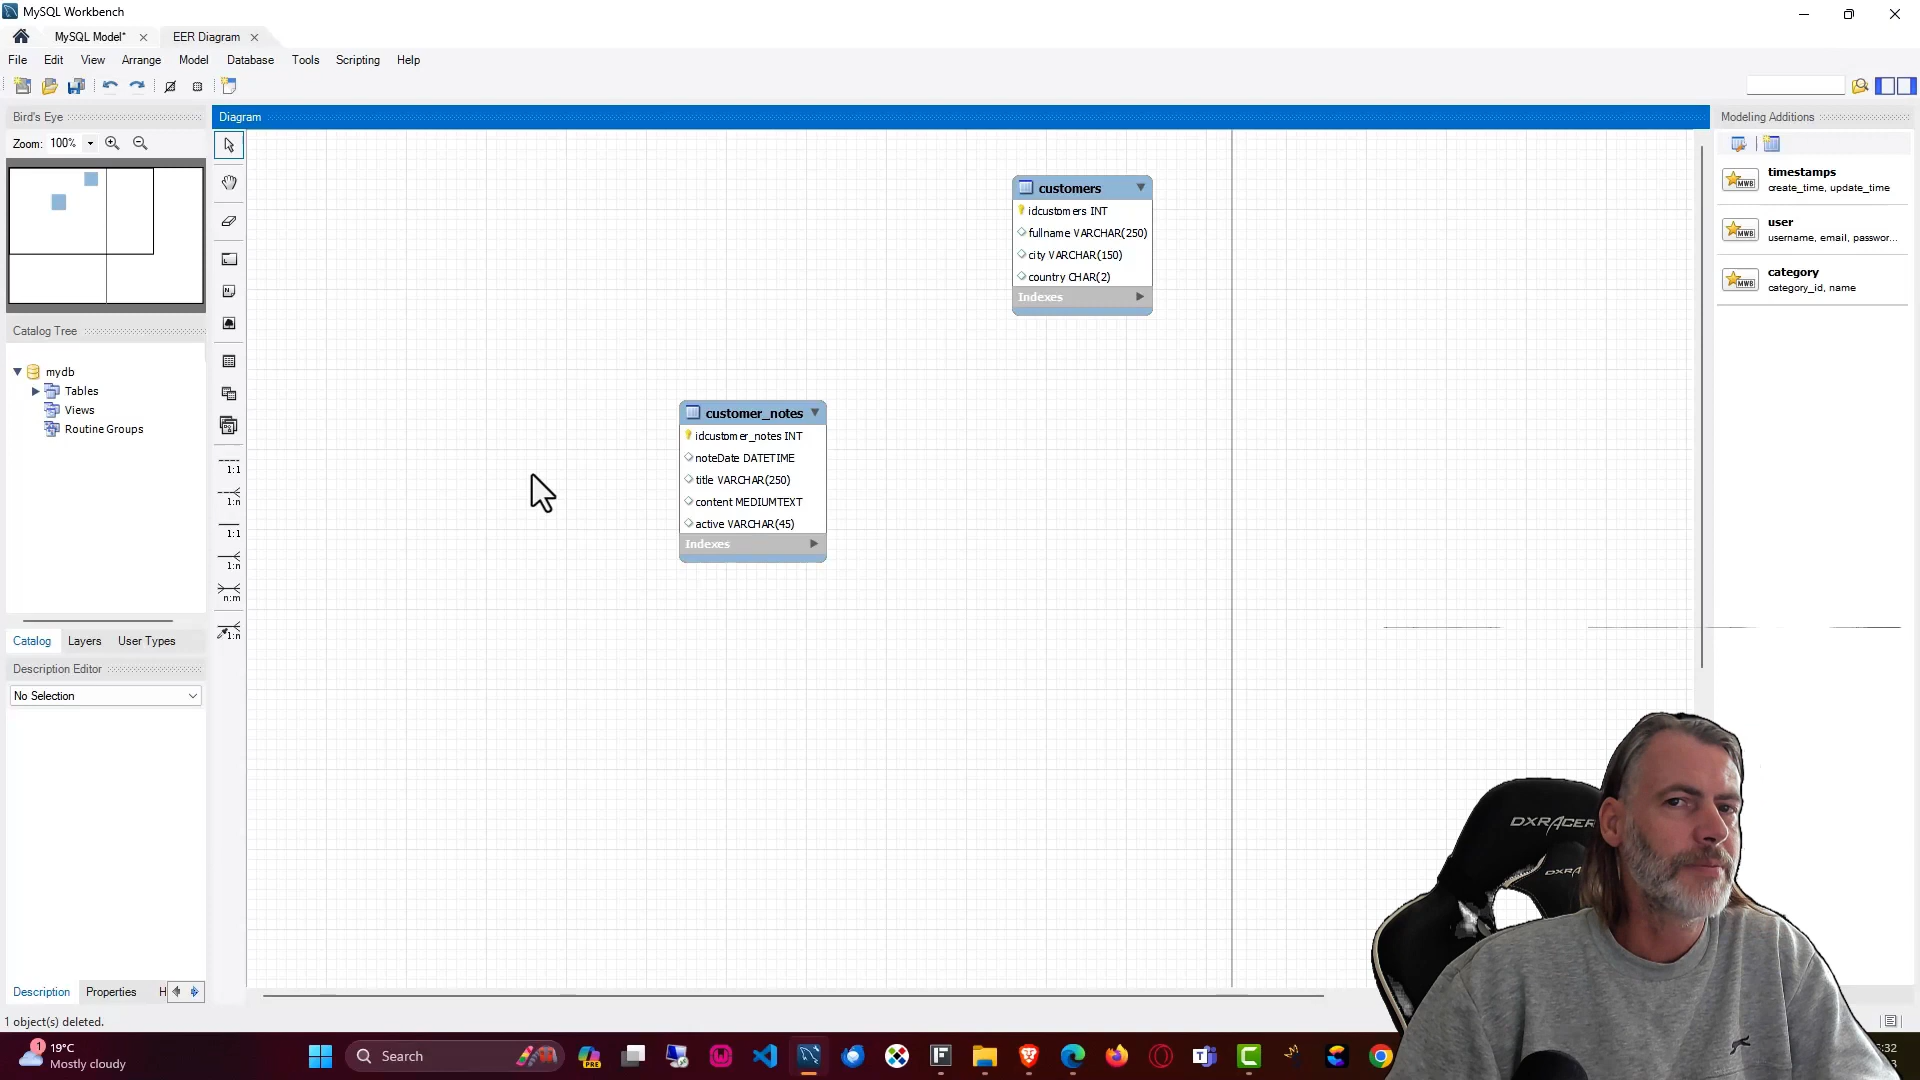 MySQL Workbench
MySQL Model*
EER Diagram
File Edit View Arrange Model Database Tools Scripting Help
Bird's Eye
Zoom: 100%
Diagram
Modeling Additions
timestamps
create_time, update_time
user
username, email, passwor...
category
category_id, name
customers
idcustomers INT
fullname VARCHAR(250)
city VARCHAR(150)
country CHAR(2)
Indexes
customer_notes
idcustomer_notes INT
noteDate DATETIME
title VARCHAR(250)
content MEDIUMTEXT
active VARCHAR(45)
Indexes
1:1
1:n
1:1
1:n
n:m
1:n
Catalog Tree
mydb
Tables
Views
Routine Groups
Catalog Layers User Types
Description Editor
No Selection
Description Properties H
1 object(s) deleted.
DXRACER
1
19°C
Mostly cloudy
Search
PRE